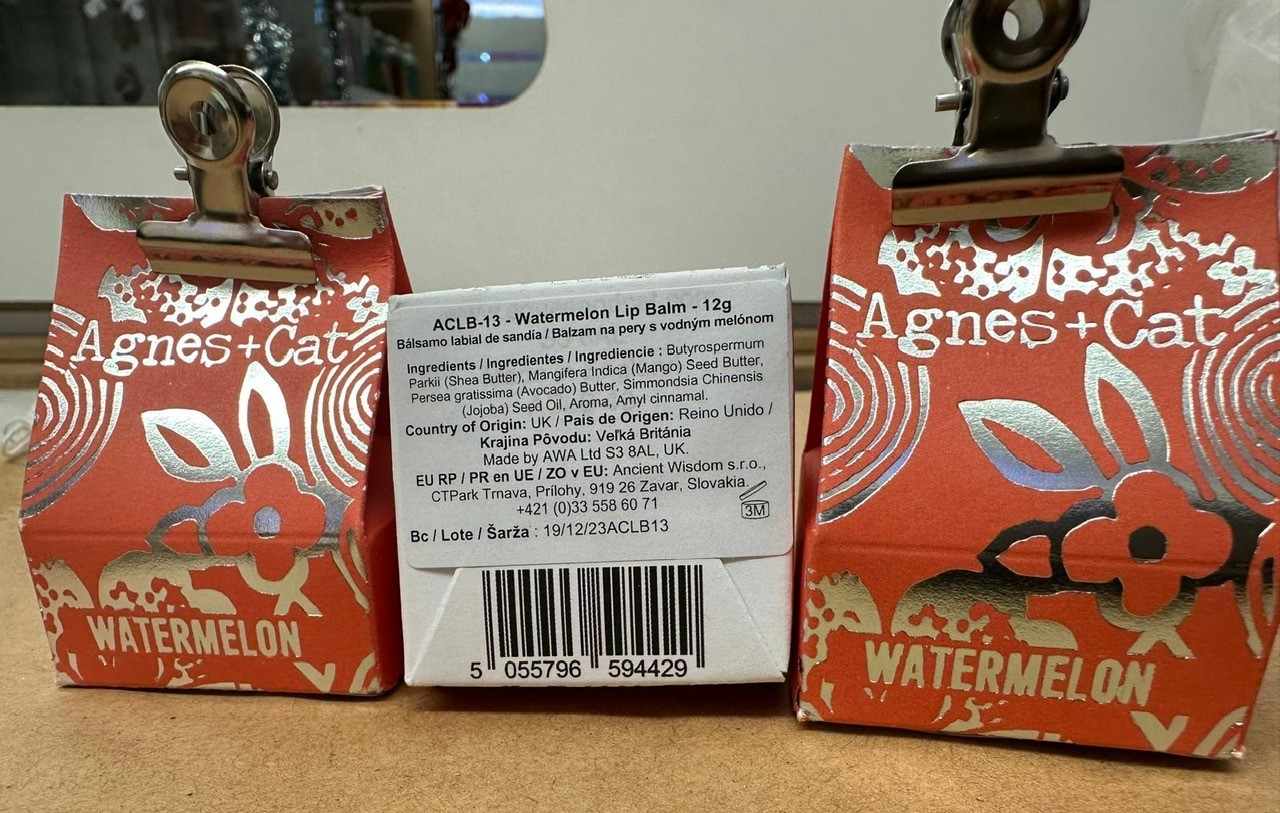 Agnes+Cat
WATERMELON
ACLB-13 - Watermelon Lip Balm - 12g
Bálsamo labial de sandía / Balzam na pery s vodným melónom
Ingredients / Ingredientes / Ingrediencie : Butyrospermum
Parkii (Shea Butter), Mangifera Indica (Mango) Seed Butter,
Persea gratissima (Avocado) Butter, Simmondsia Chinensis
(Jojoba) Seed Oil, Aroma, Amyl cinnamal.
Country of Origin: UK / Pais de Origen: Reino Unido /
Krajina Pôvodu: Veľká Británia
Made by AWA Ltd S3 8AL, UK.
EU RP / PR en UE / ZO v EU: Ancient Wisdom s.r.o.,
CTPark Trnava, Prílohy, 919 26 Zavar, Slovakia.
+421 (0)33 558 60 71
3M
Bc / Lote / Šarža : 19/12/23ACLB13
5 055796 594429
Agnes+Cat
WATERMELON